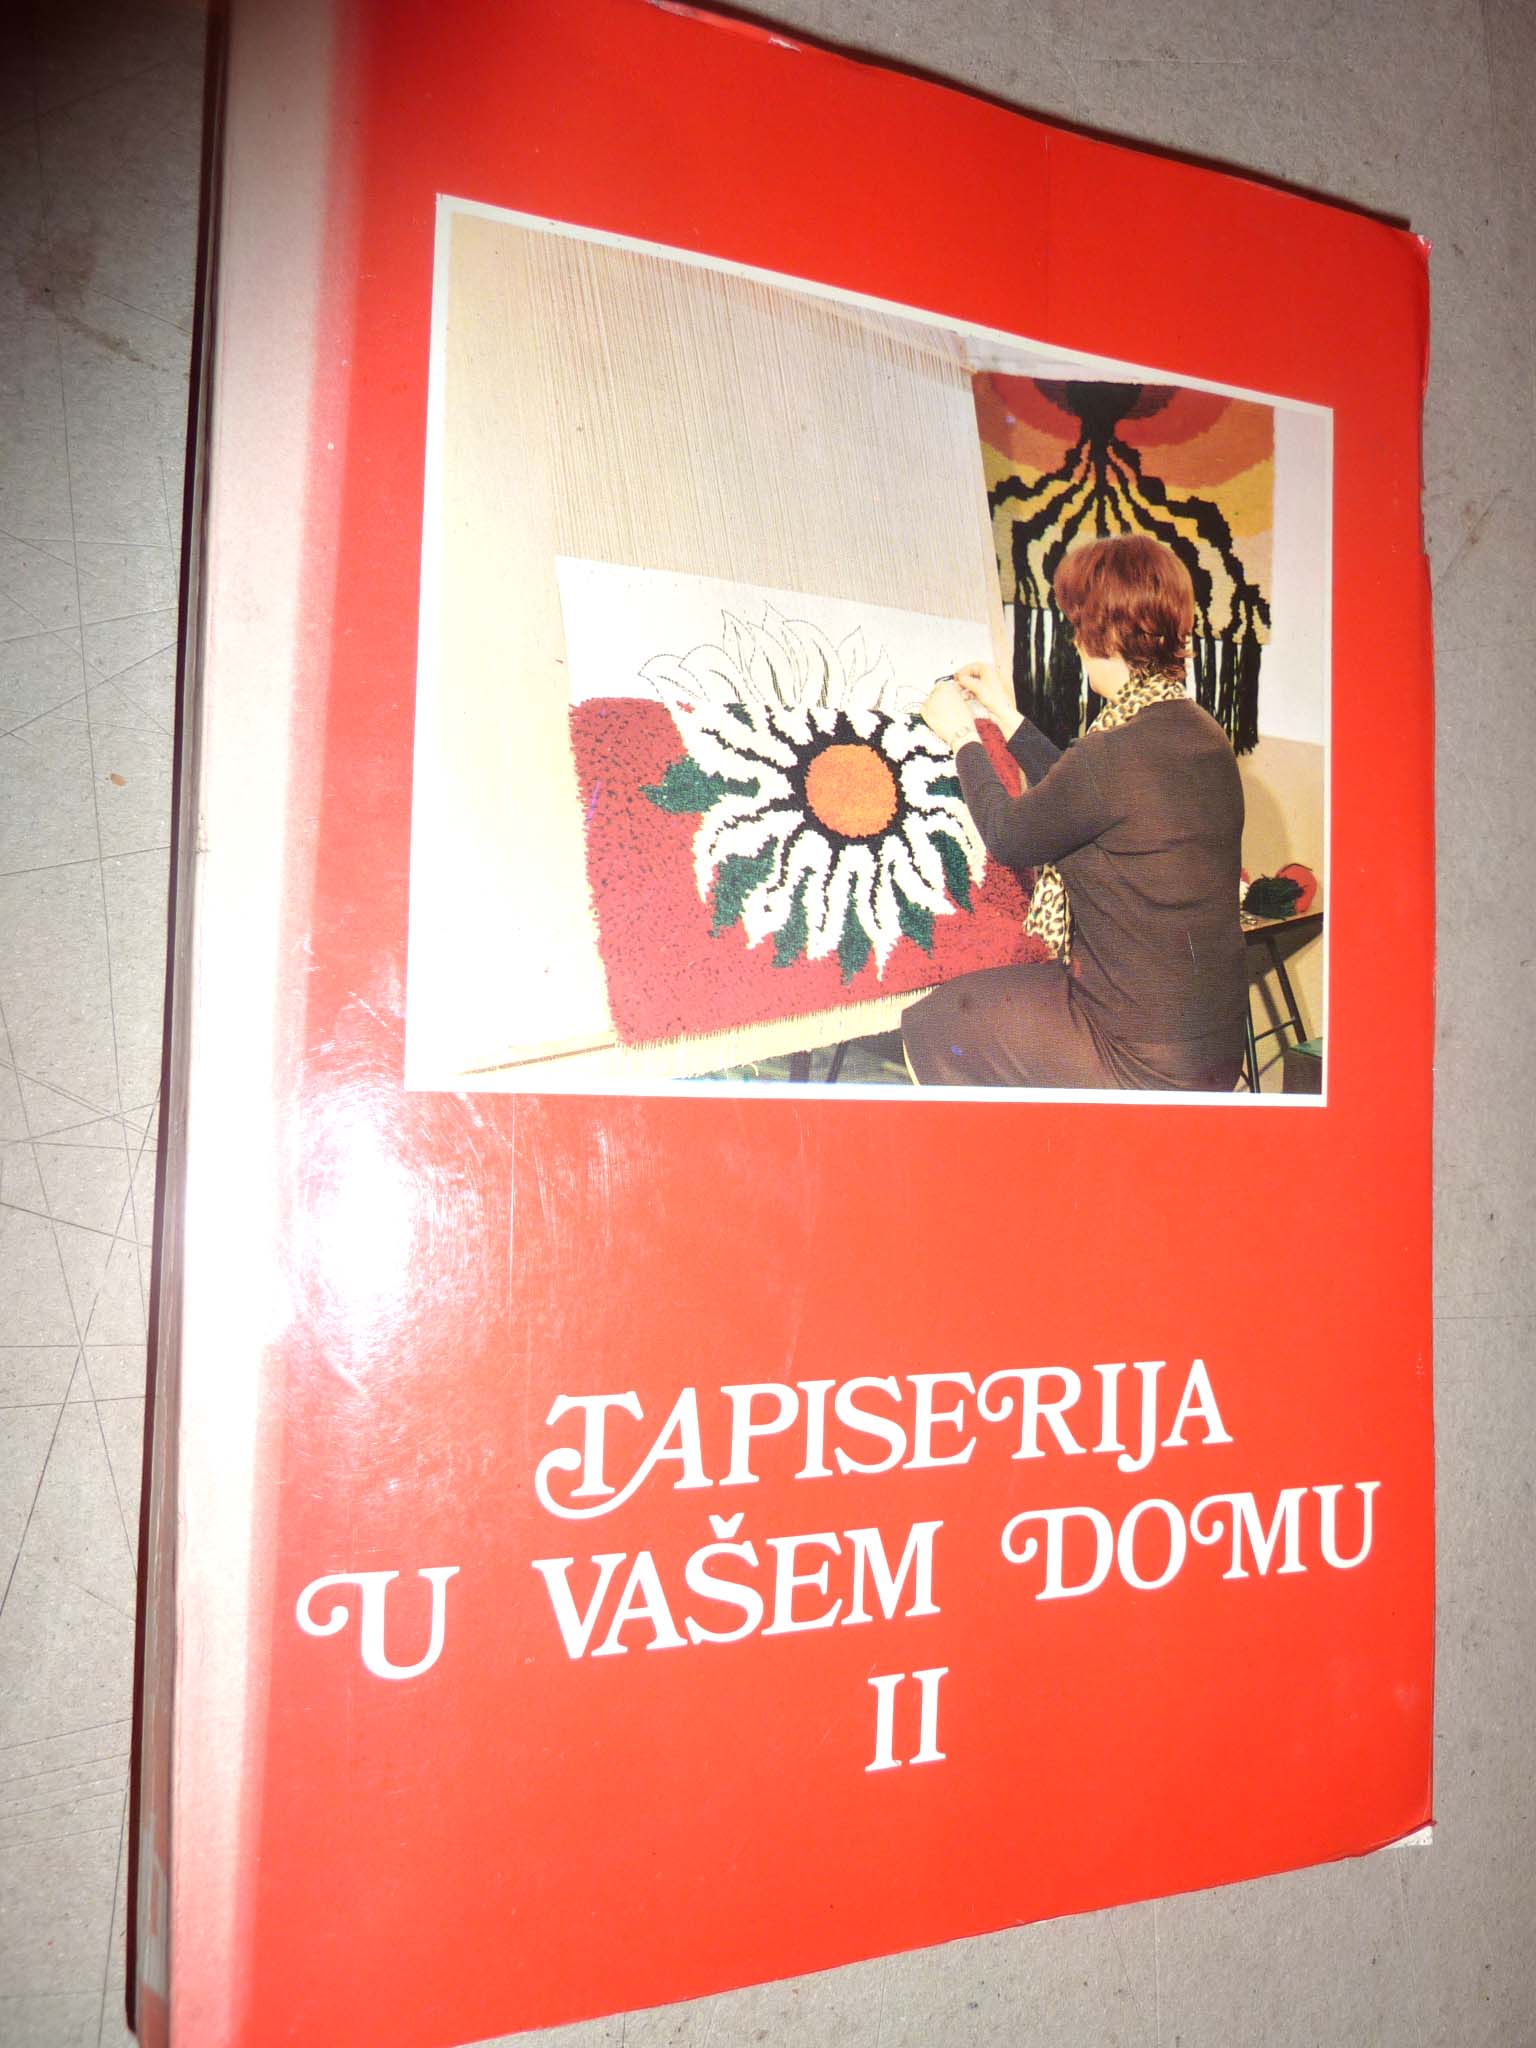 TAPISERIJA
U VAŠEM DOMU
II